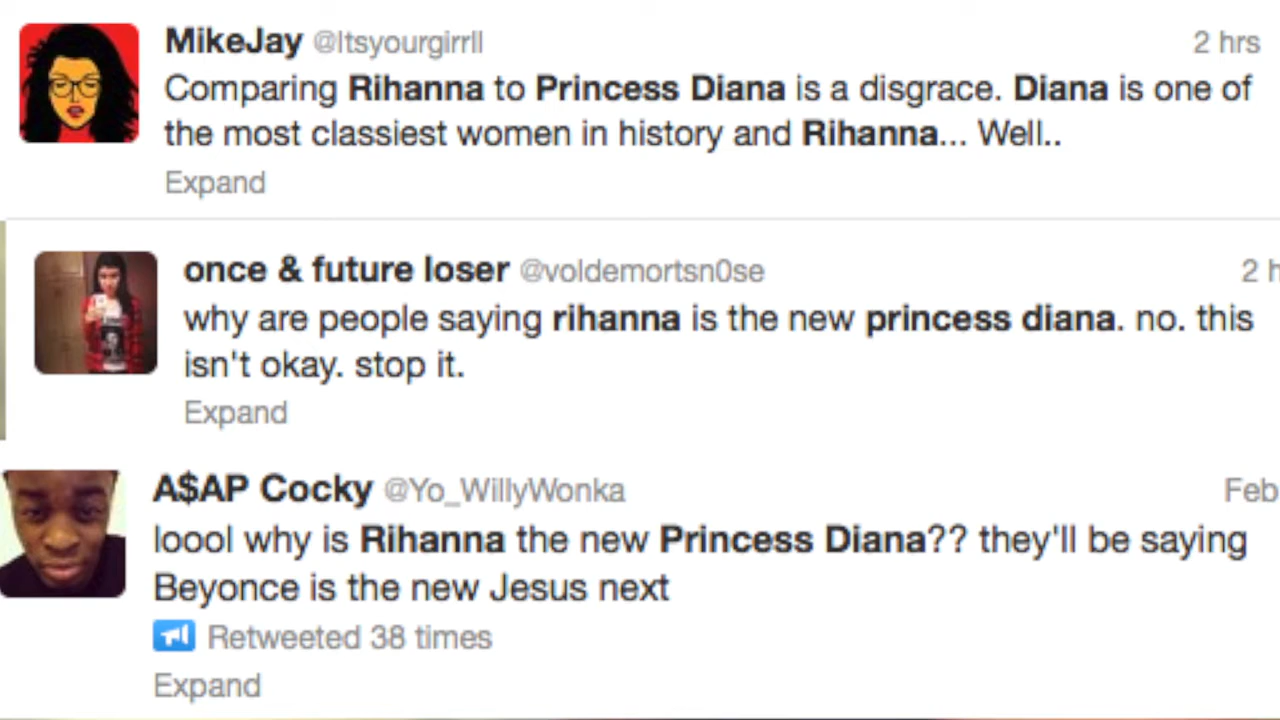 MikeJay @Itsyourgirrll 2 hrs
Comparing Rihanna to Princess Diana is a disgrace. Diana is one of
the most classiest women in history and Rihanna... Well..
Expand
once & future loser @voldemortsn0se 2 h
why are people saying rihanna is the new princess diana. no. this
isn't okay. stop it.
Expand
A$AP Cocky @Yo_WillyWonka Feb
loool why is Rihanna the new Princess Diana?? they'll be saying
Beyonce is the new Jesus next
Retweeted 38 times
Expand